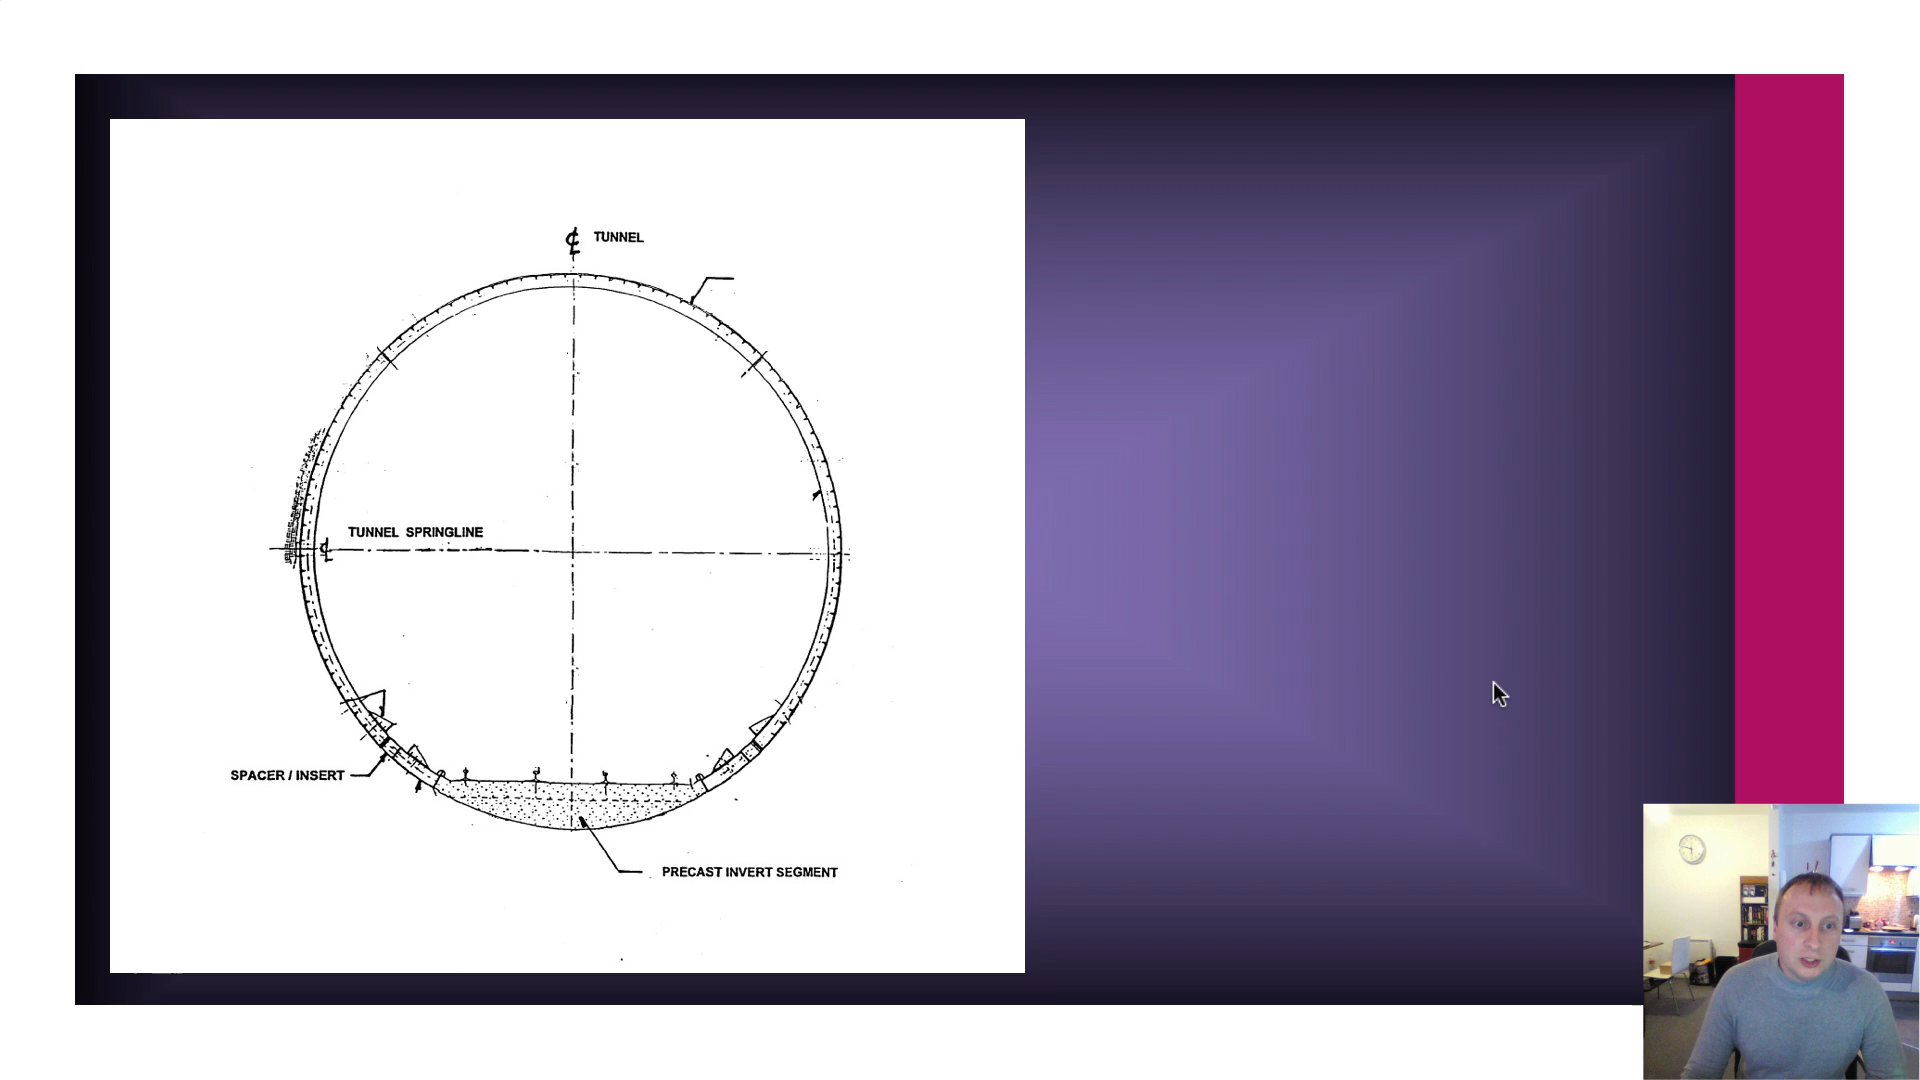 ℄ TUNNEL
TUNNEL SPRINGLINE
℄
SPACER / INSERT
PRECAST INVERT SEGMENT